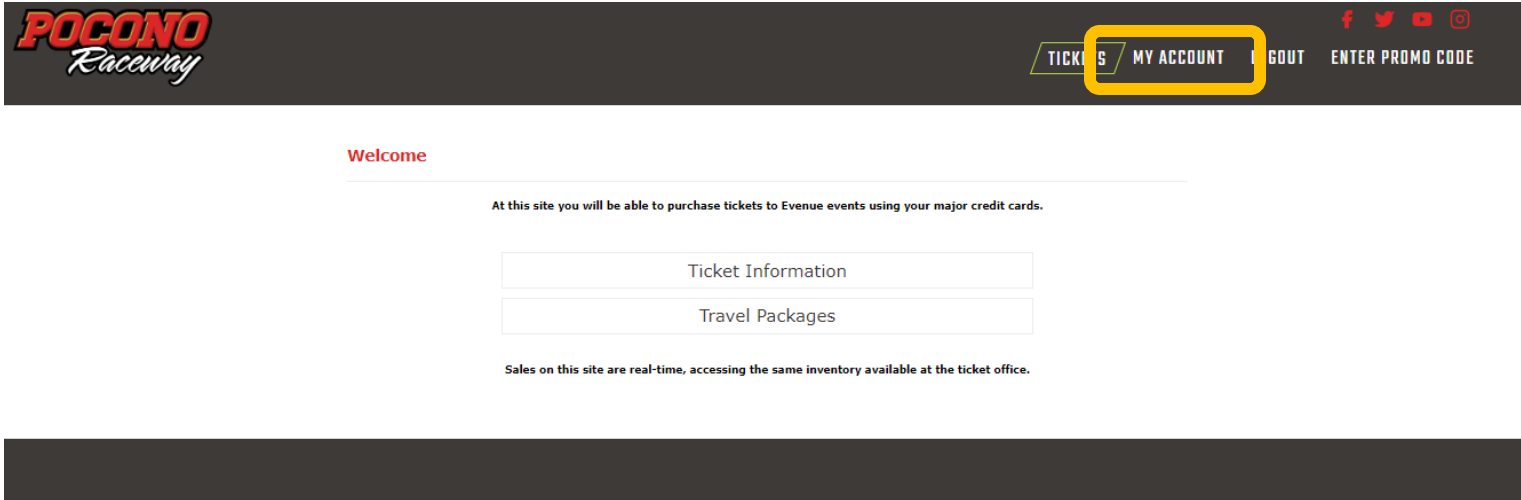 POCONO
Raceway
TICKETS MY ACCOUNT LOGOUT ENTER PROMO CODE
Welcome
At this site you will be able to purchase tickets to Evenue events using your major credit cards.
Ticket Information
Travel Packages
Sales on this site are real-time, accessing the same inventory available at the ticket office.